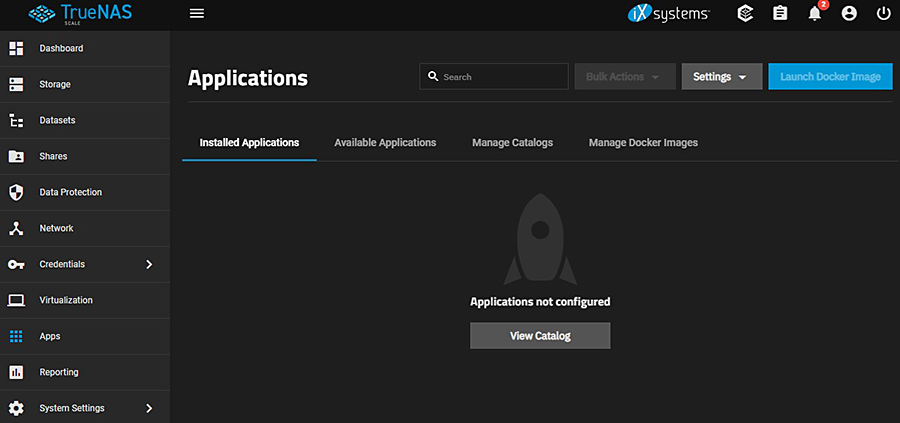 TrueNAS
SCALE
iX systems
2
Dashboard
Storage
Datasets
Shares
Data Protection
Network
Credentials
Virtualization
Apps
Reporting
System Settings
Applications
Search
Bulk Actions
Settings
Launch Docker Image
Installed Applications
Available Applications
Manage Catalogs
Manage Docker Images
Applications not configured
View Catalog